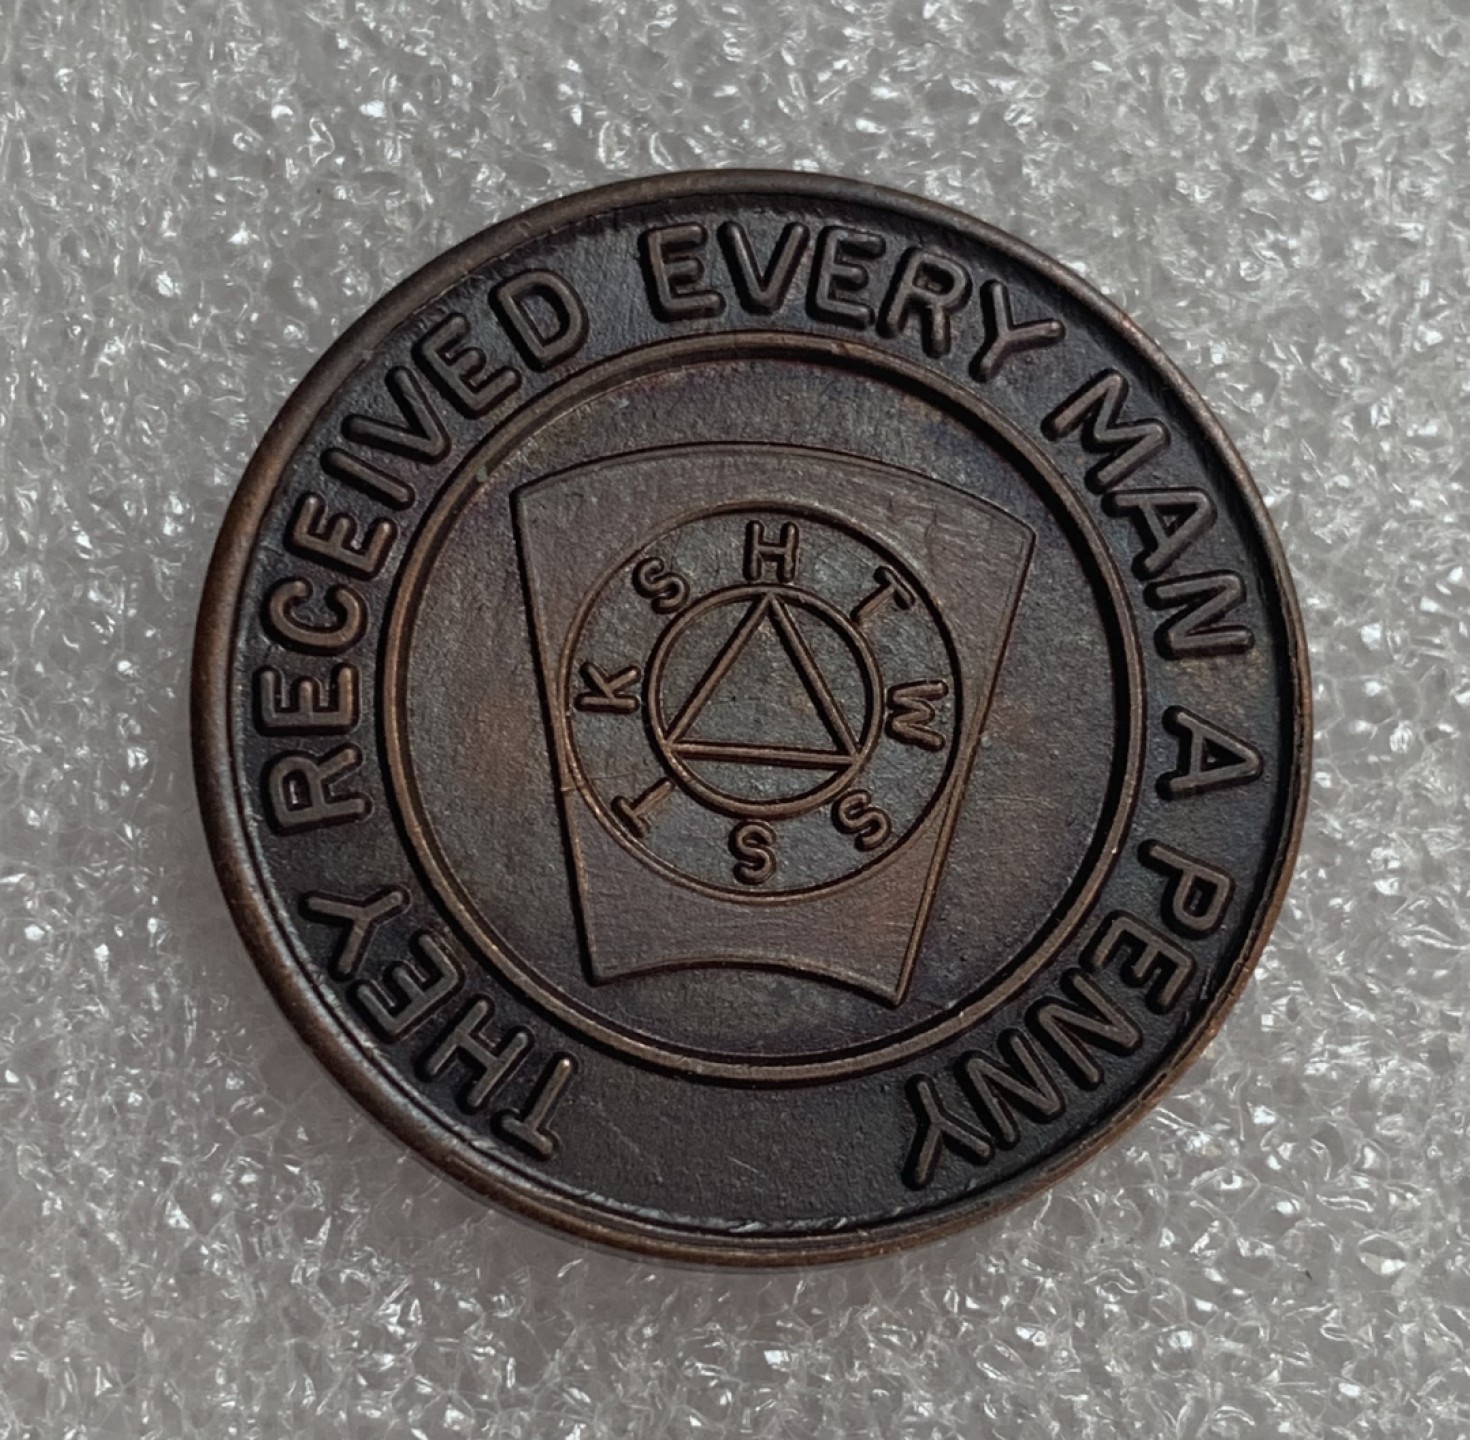 THEY RECEIVED EVERY MAN A PENNY
H T W S S T K S